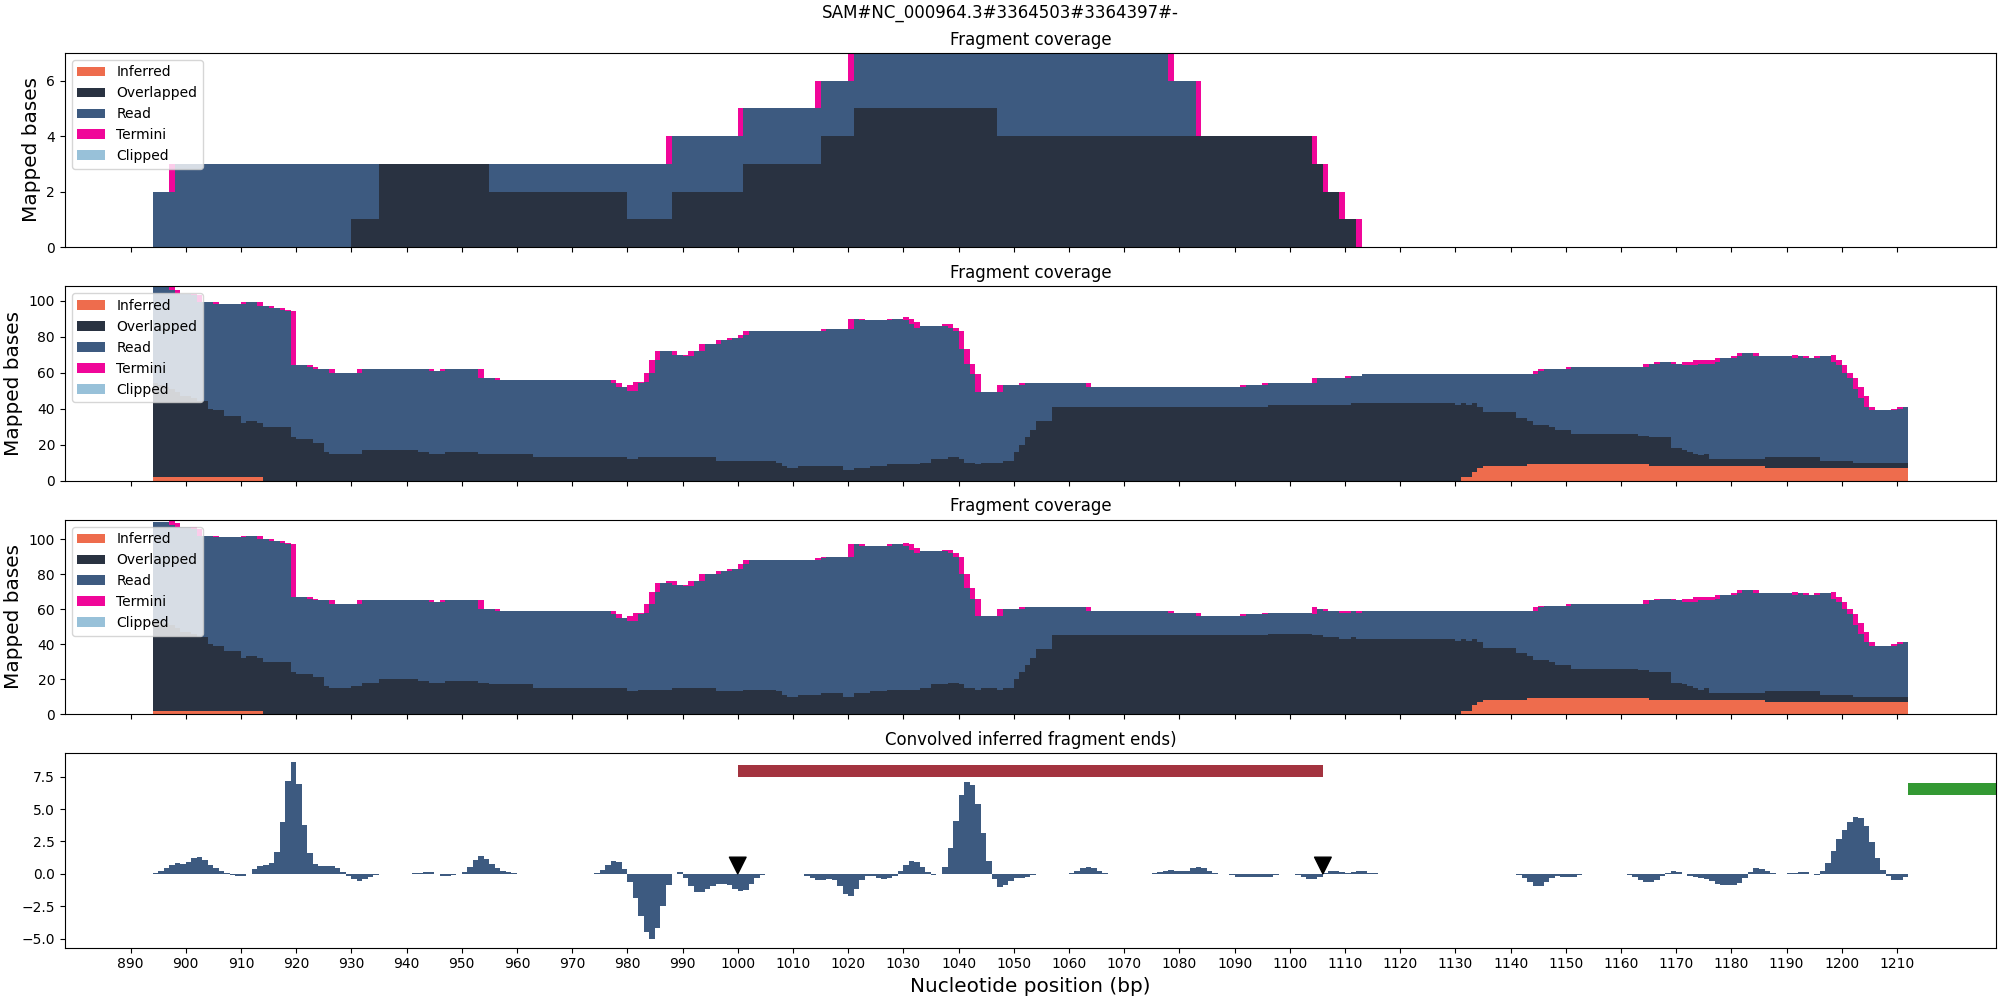 SAM#NC_000964.3#3364503#3364397#-
Fragment coverage
Mapped bases
6
4
2
0
Inferred
Overlapped
Read
Termini
Clipped
Fragment coverage
Mapped bases
100
80
60
40
20
0
Inferred
Overlapped
Read
Termini
Clipped
Fragment coverage
Mapped bases
100
80
60
40
20
0
Inferred
Overlapped
Read
Termini
Clipped
Convolved inferred fragment ends)
7.5
5.0
2.5
0.0
−2.5
−5.0
890 900 910 920 930 940 950 960 970 980 990 1000 1010 1020 1030 1040 1050 1060 1070 1080 1090 1100 1110 1120 1130 1140 1150 1160 1170 1180 1190 1200 1210
Nucleotide position (bp)